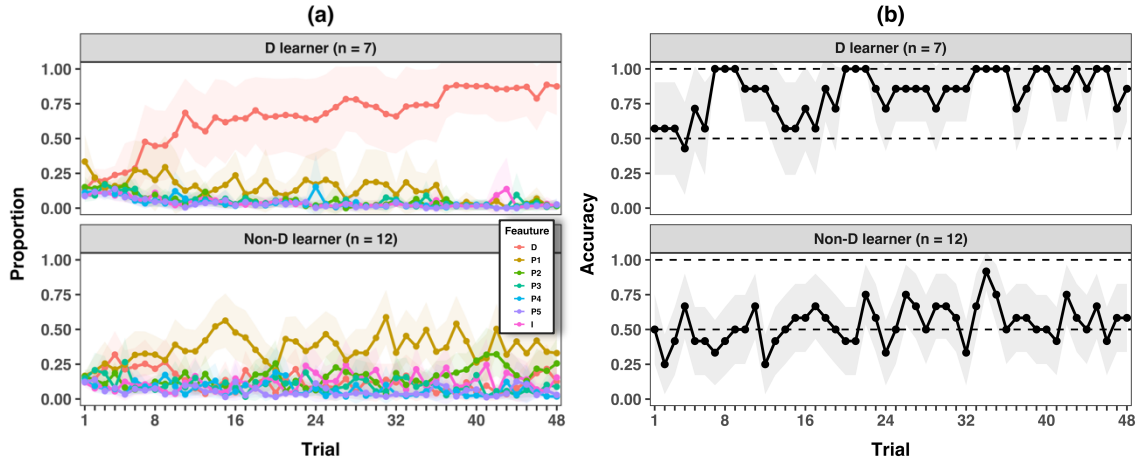 (a)
D learner (n = 7)
1.00
0.75
0.50
0.25
0.00
Non-D learner (n = 12)
1.00
0.75
0.50
0.25
0.00
Proportion
1 8 16 24 32 40 48
Trial
Feauture
D
P1
P2
P3
P4
P5
I
(b)
D learner (n = 7)
1.00
0.75
0.50
0.25
0.00
Non-D learner (n = 12)
1.00
0.75
0.50
0.25
0.00
Accuracy
1 8 16 24 32 40 48
Trial